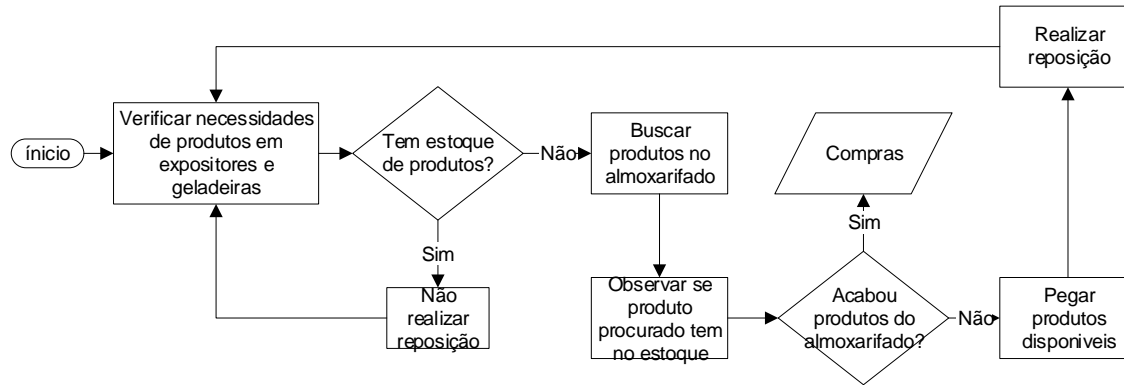 ínicio
Verificar necessidades
de produtos em
expositores e
geladeiras
Tem estoque
de produtos?
Não
Sim
Não
realizar
reposição
Buscar
produtos no
almoxarifado
Observar se
produto
procurado tem
no estoque
Acabou
produtos do
almoxarifado?
Sim
Compras
Não
Pegar
produtos
disponiveis
Realizar
reposição